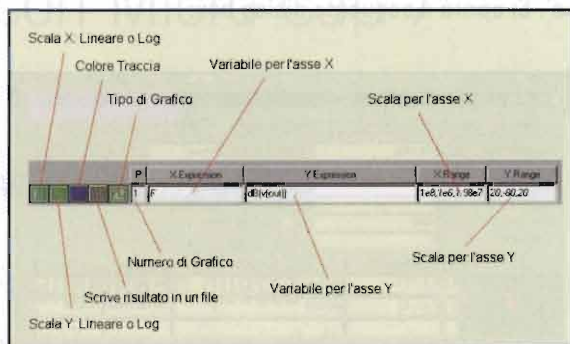 Scala X: Lineare o Log
Colore Traccia
Variabile per l'asse X
Tipo di Grafico
Scala per l'asse X
P X Expression Y Expression X Range Y Range
1 F dB(v(out)) 1e8,1e6,1.98e7 20,-80,20
Numero di Grafico
Scala per l'asse Y
Scrive risultato in un file
Variabile per l'asse Y
Scala Y: Lineare o Log